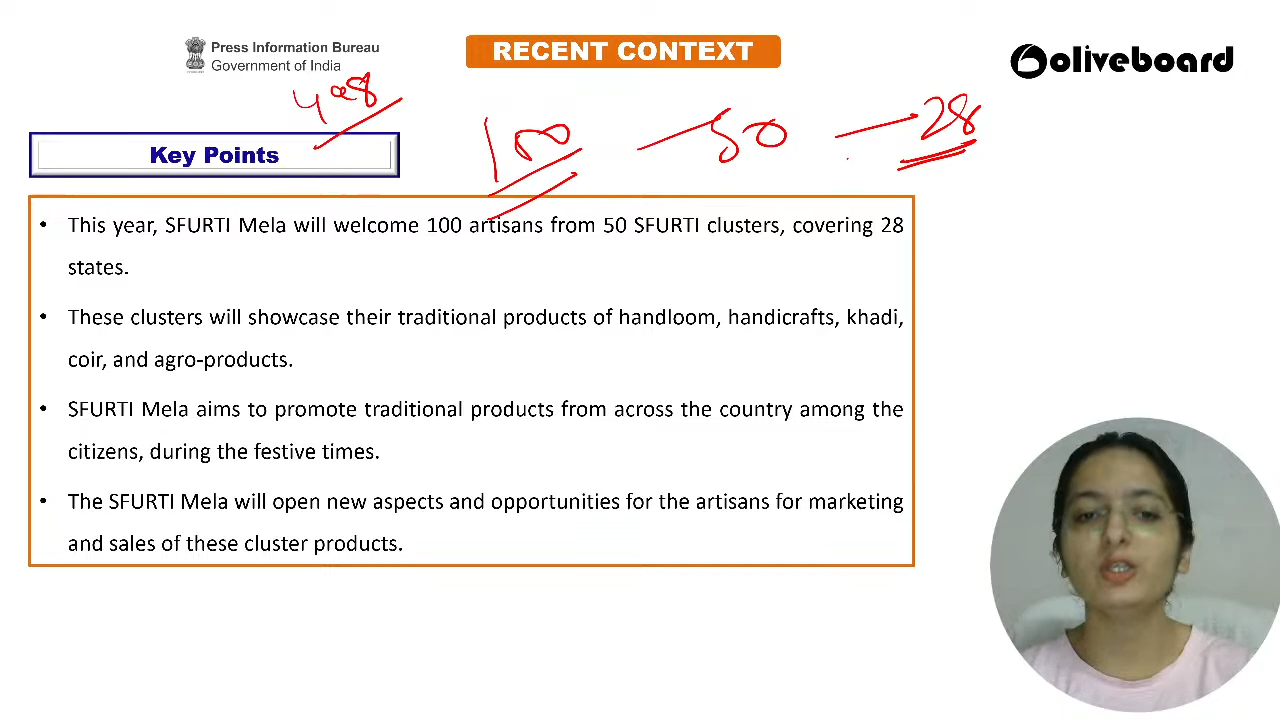 Press Information Bureau
Government of India
RECENT CONTEXT
oliveboard
100 50 28
Key Points
• This year, SFURTI Mela will welcome 100 artisans from 50 SFURTI clusters, covering 28
states.
• These clusters will showcase their traditional products of handloom, handicrafts, khadi,
coir, and agro-products.
• SFURTI Mela aims to promote traditional products from across the country among the
citizens, during the festive times.
• The SFURTI Mela will open new aspects and opportunities for the artisans for marketing
and sales of these cluster products.